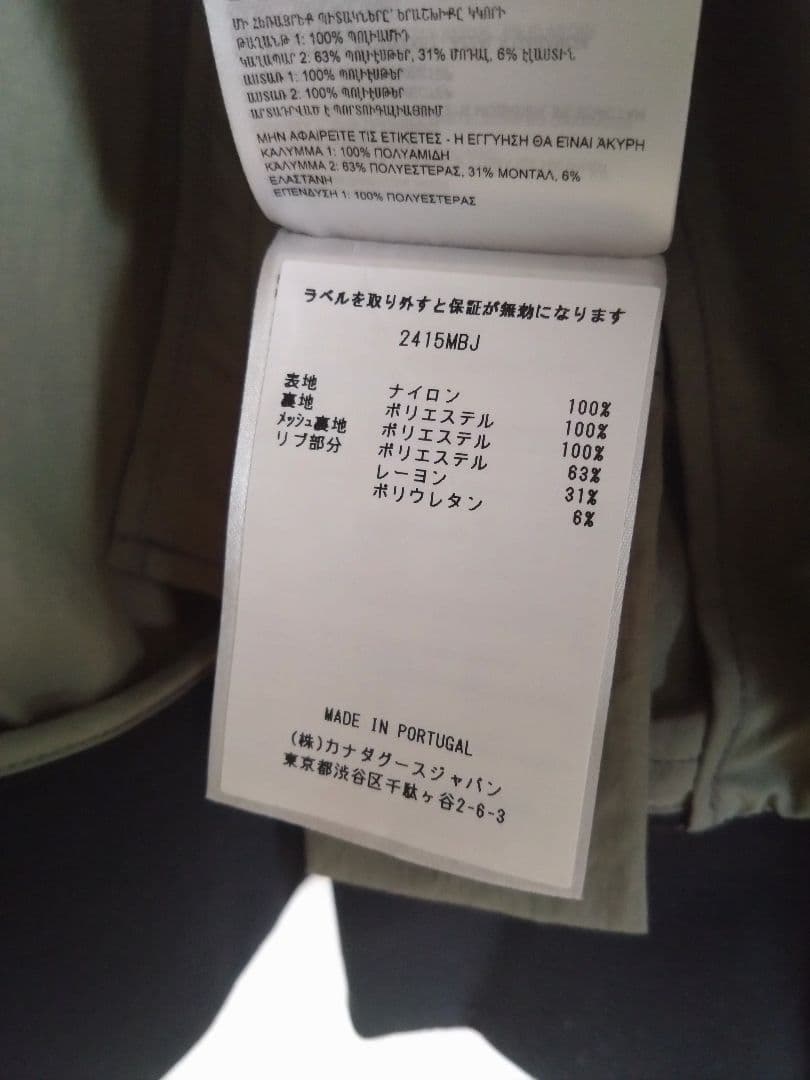 ՄԻ ՀԵՌԱՑՐԵՔ ՊԻՏԱԿՆԵՐԸ՝ ԵՐԱՇԽԻՔԸ ԿԿՈՐԻ
ԹԱՂԱՆԹ 1: 100% ՊՈԼԻԱՄԻԴ
ԿԱՂԱՊԱՐ 2: 63% ՊՈԼԻԷՍԹԵՐ, 31% ՄՈԴԱԼ, 6% ԷԼԱՍՏԻՆ
ԱՍՏԱՌ 1: 100% ՊՈԼԻԷՍԹԵՐ
ԱՍՏԱՌ 2: 100% ՊՈԼԻԷՍԹԵՐ
ԱՐՏԱԴՐՎԱԾ Է ՊՈՐՏՈՒԳԱԼԻԱՅՈՒՄ
ΜΗΝ ΑΦΑΙΡΕΙΤΕ ΤΙΣ ΕΤΙΚΕΤΕΣ - Η ΕΓΓΥΗΣΗ ΘΑ ΕΊΝΑΙ ΆΚΥΡΗ
ΚΑΛΥΜΜΑ 1: 100% ΠΟΛΥΑΜΙΔΗ
ΚΑΛΥΜΜΑ 2: 63% ΠΟΛΥΕΣΤΕΡΑΣ, 31% ΜΟΝΤΑΛ, 6%
ΕΛΑΣΤΑΝΗ
ΕΠΕΝΔΥΣΗ 1: 100% ΠΟΛΥΕΣΤΕΡΑΣ
ラベルを取り外すと保証が無効になります
2415MBJ
表地 ナイロン 100%
裏地 ポリエステル 100%
メッシュ裏地 ポリエステル 100%
リブ部分 ポリエステル 63%
レーヨン 31%
ポリウレタン 6%
MADE IN PORTUGAL
(株)カナダグースジャパン
東京都渋谷区千駄ヶ谷2-6-3